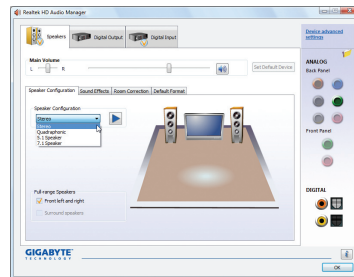 Realtek HD Audio Manager
Speakers
Digital Output
Digital Input
Device advanced
settings
Main Volume
L
R
Set Default Device
ANALOG
Back Panel
Speaker Configuration
Sound Effects
Room Correction
Default Format
Speaker Configuration
Stereo
Stereo
Quadraphonic
5.1 Speaker
7.1 Speaker
Front Panel
Full-range Speakers
Front left and right
Surround speakers
DIGITAL
GIGABYTE
TECHNOLOGY
OK